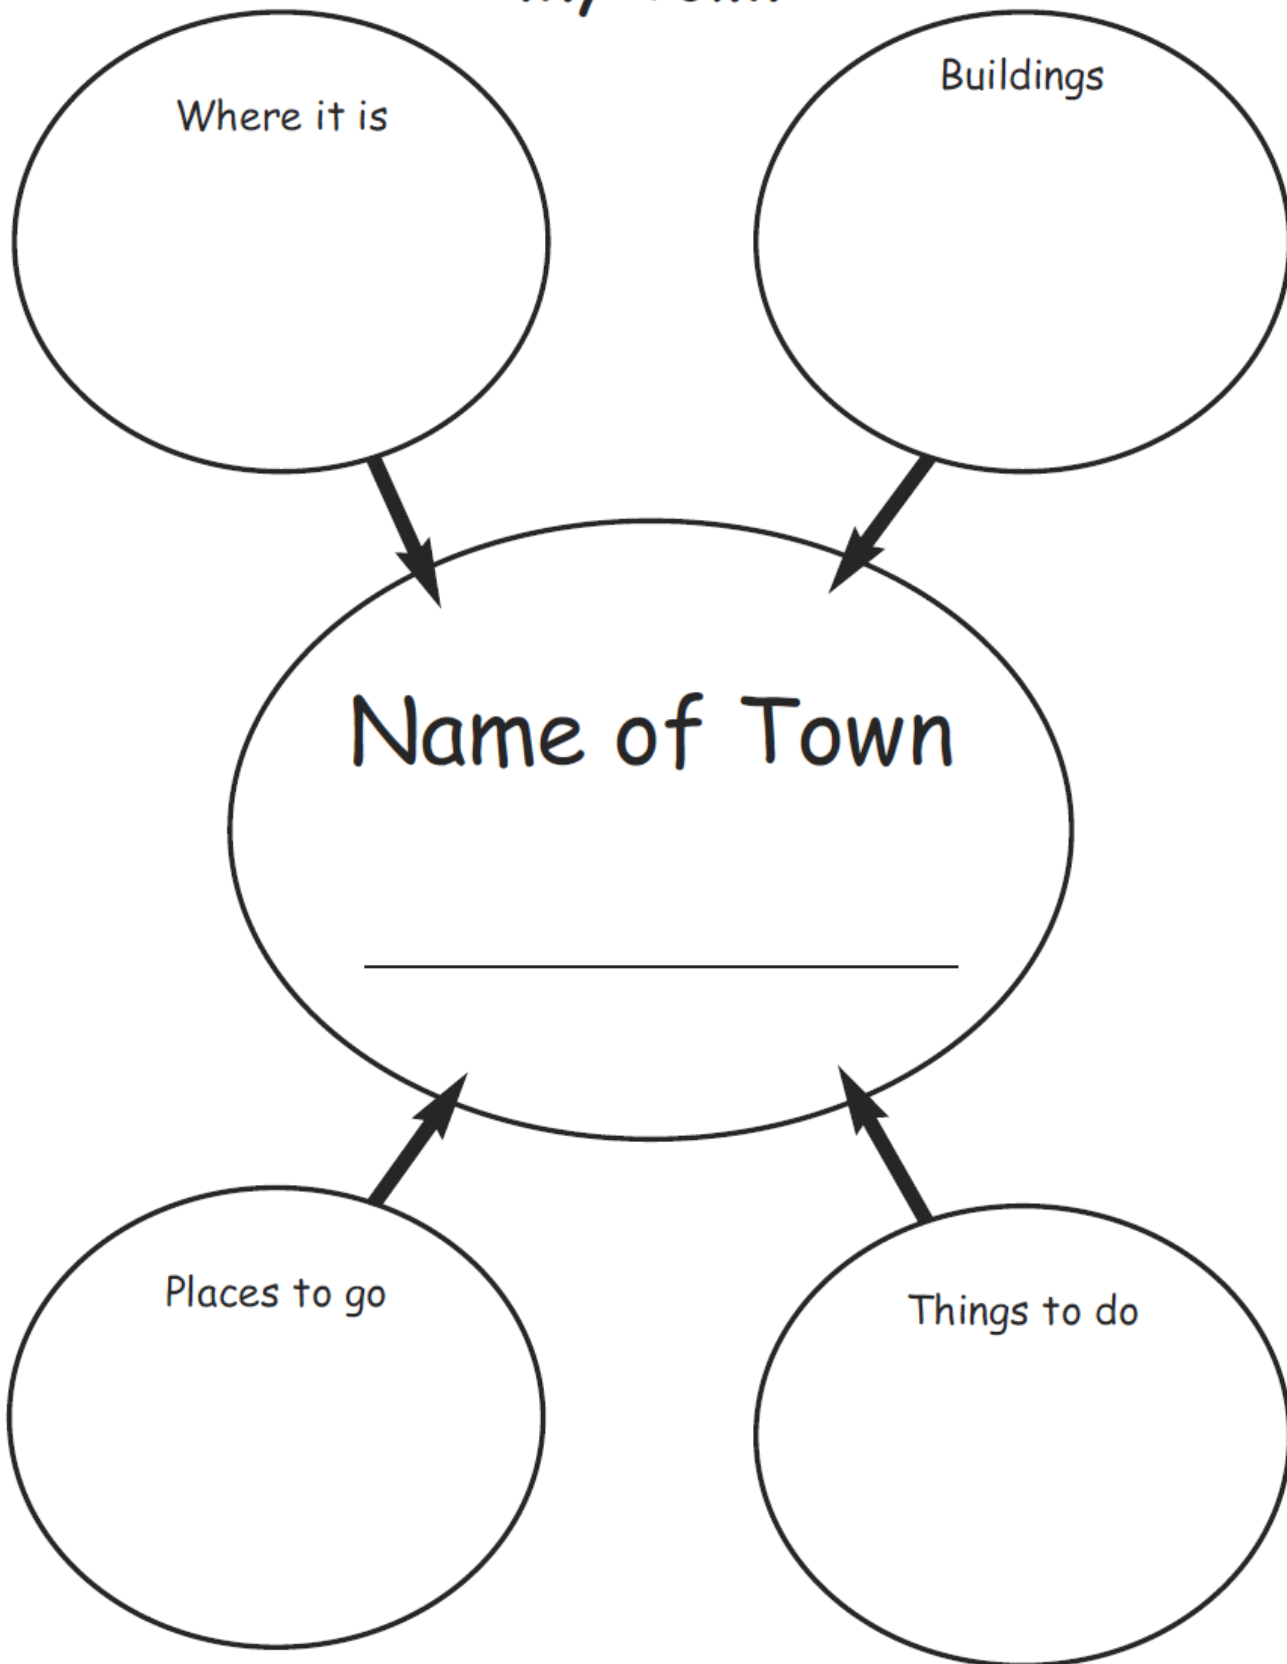 Where it is
Buildings
Name of Town
Places to go
Things to do